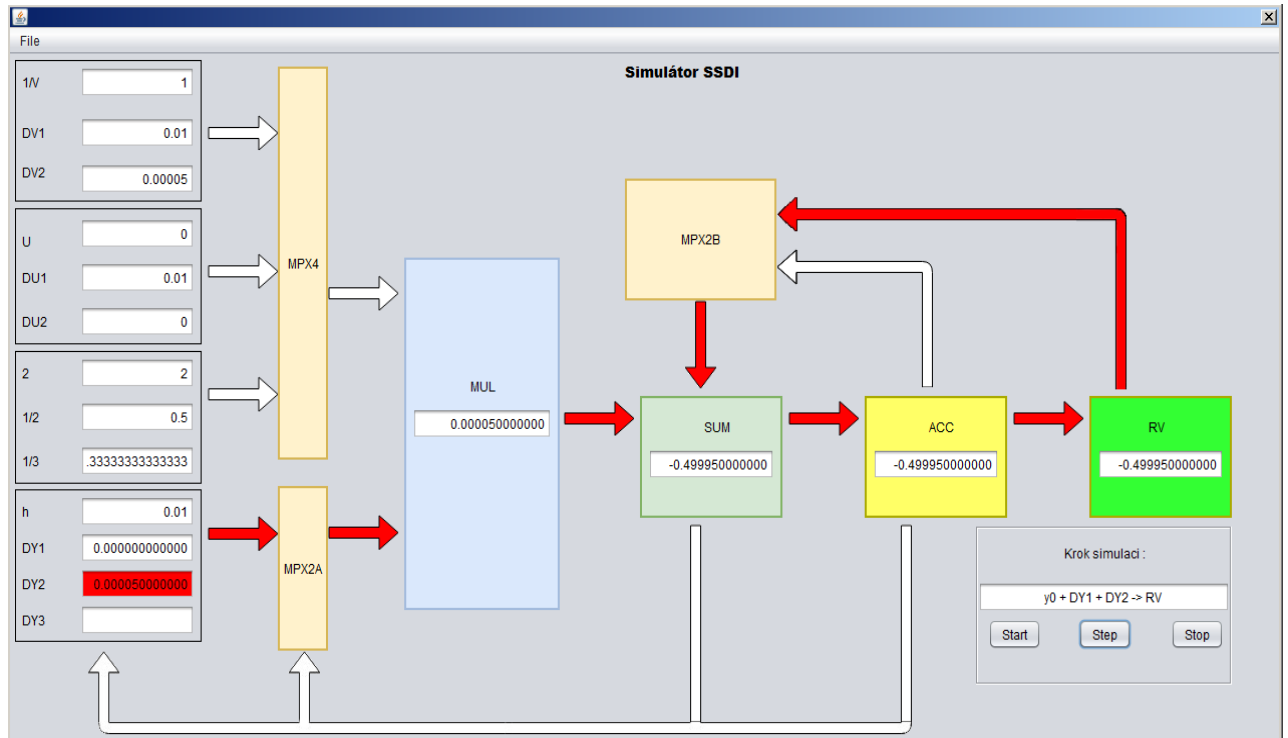 File
Simulátor SSDI
1/V
1
DV1
0.01
DV2
0.00005
U
0
DU1
0.01
DU2
0
2
2
1/2
0.5
1/3
.33333333333333
h
0.01
DY1
0.000000000000
DY2
0.000050000000
DY3
MPX4
MPX2A
MUL
0.000050000000
MPX2B
SUM
-0.499950000000
ACC
-0.499950000000
RV
-0.499950000000
Krok simulaci :
y0 + DY1 + DY2 -> RV
Start
Step
Stop